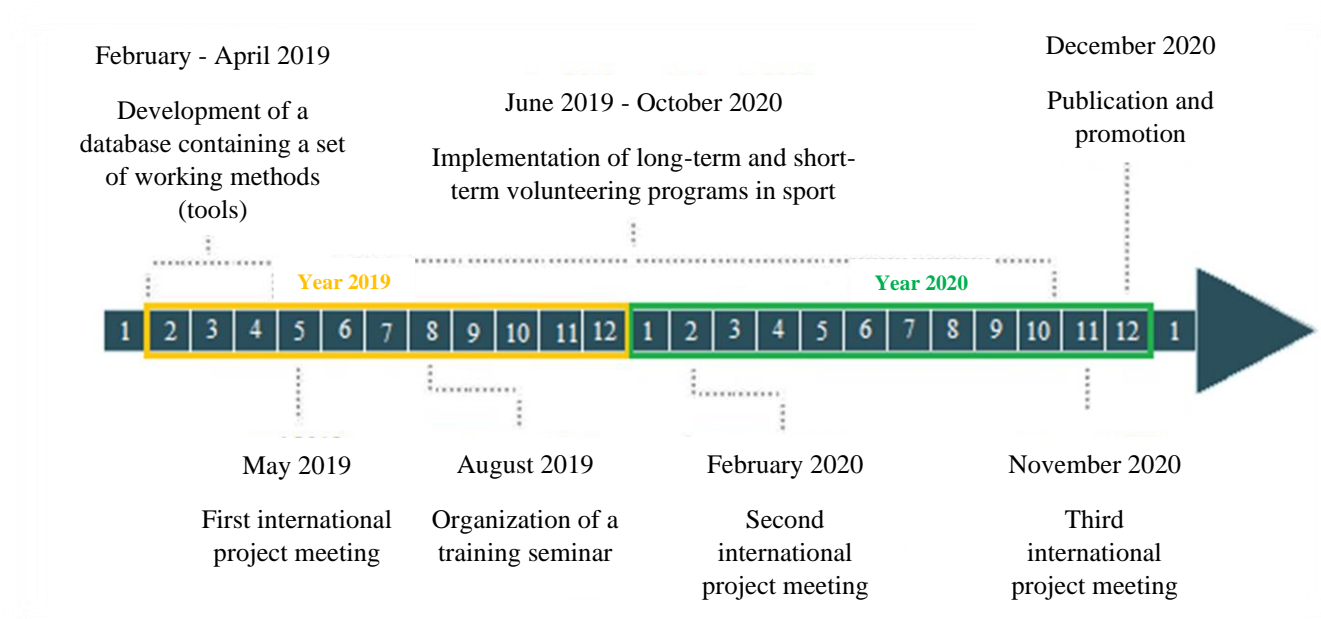 February - April 2019
Development of a
database containing a set
of working methods
(tools)
June 2019 - October 2020
Implementation of long-term and short-
term volunteering programs in sport
December 2020
Publication and
promotion
Year 2019
Year 2020
1 2 3 4 5 6 7 8 9 10 11 12 1 2 3 4 5 6 7 8 9 10 11 12 1
May 2019
First international
project meeting
August 2019
Organization of a
training seminar
February 2020
Second
international
project meeting
November 2020
Third
international
project meeting